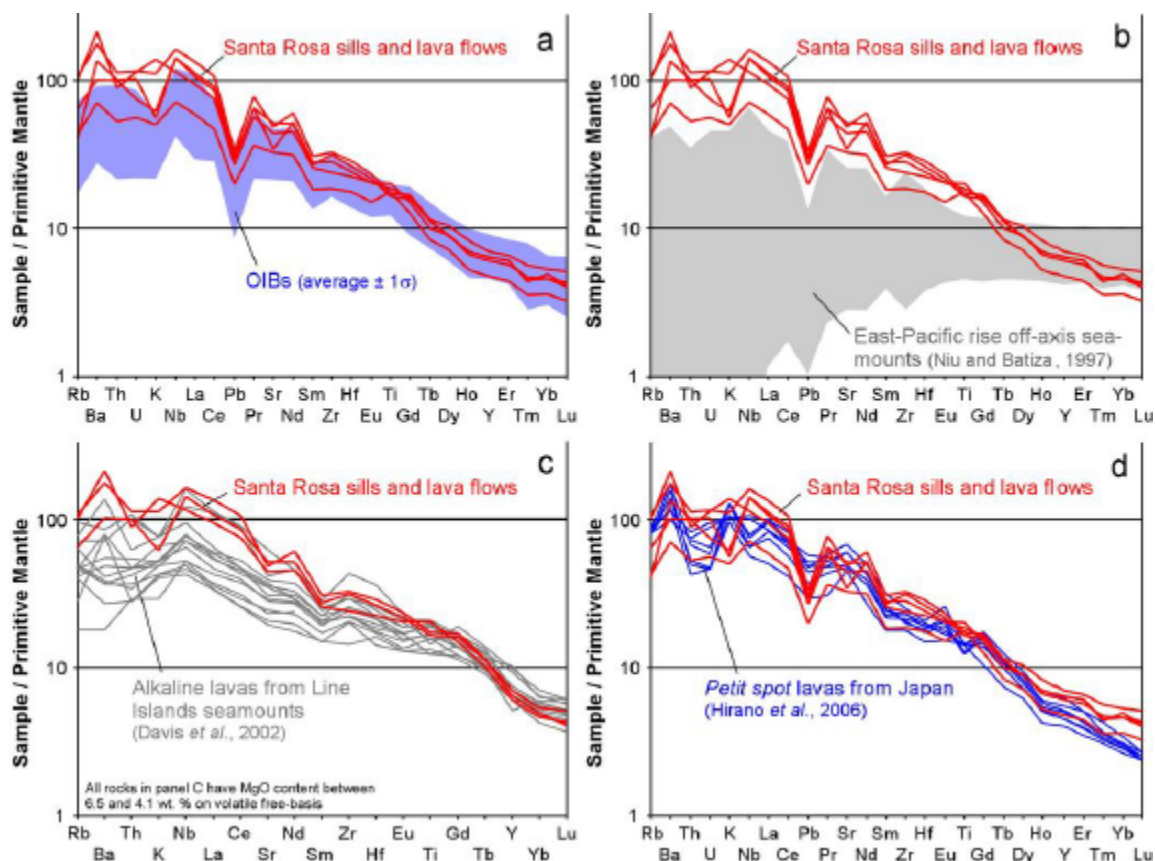 a
Santa Rosa sills and lava flows
100
10
1
Sample / Primitive Mantle
OIBs (average ± 1σ)
Rb Th K La Pb Sr Sm Hf Ti Tb Ho Er Yb
Ba U Nb Ce Pr Nd Zr Eu Gd Dy Y Tm Lu
b
Santa Rosa sills and lava flows
100
10
1
Sample / Primitive Mantle
East-Pacific rise off-axis sea-
mounts (Niu and Batiza, 1997)
Rb Th K La Pb Sr Sm Hf Ti Tb Ho Er Yb
Ba U Nb Ce Pr Nd Zr Eu Gd Dy Y Tm Lu
c
Santa Rosa sills and lava flows
100
10
1
Sample / Primitive Mantle
Alkaline lavas from Line
Islands seamounts
(Davis et al., 2002)
All rocks in panel C have MgO content between
6.5 and 4.1 wt. % on volatile free-basis
Rb Th Nb Ce Nd Zr Eu Gd Y Lu
Ba K La Sr Sm Hf Ti Tb Yb
d
Santa Rosa sills and lava flows
100
10
1
Sample / Primitive Mantle
Petit spot lavas from Japan
(Hirano et al., 2006)
Rb Th K La Pb Sr Sm Hf Ti Tb Ho Er Yb
Ba U Nb Ce Pr Nd Zr Eu Gd Dy Y Tm Lu